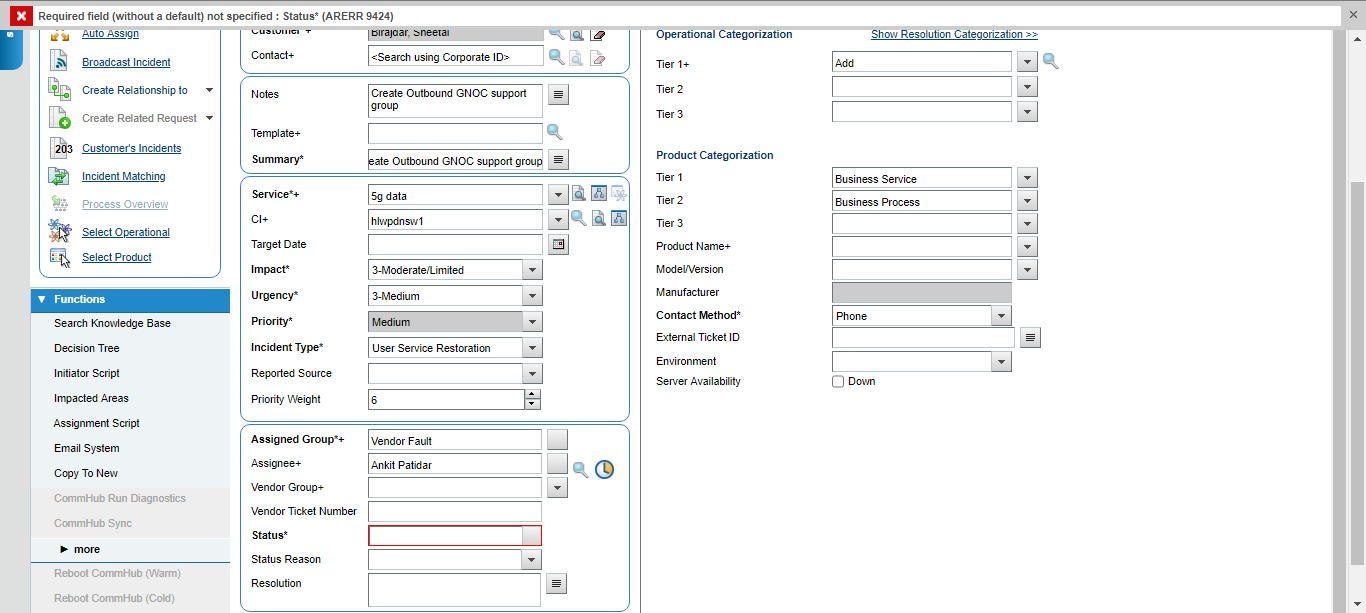 Required field (without a default) not specified : Status* (ARERR 9424)
s
Auto Assign
Broadcast Incident
Create Relationship to
Create Related Request
203 Customer's Incidents
Incident Matching
Process Overview
Select Operational
Select Product
Functions
Search Knowledge Base
Decision Tree
Initiator Script
Impacted Areas
Assignment Script
Email System
Copy To New
CommHub Run Diagnostics
CommHub Sync
more
Reboot CommHub (Warm)
Reboot CommHub (Cold)
Customer*+ Birajdar, Sheetal
Contact+ <Search using Corporate ID>
Notes Create Outbound GNOC support
group
Template+
Summary* eate Outbound GNOC support group
Service*+ 5g data
CI+ hlwpdnsw1
Target Date
Impact* 3-Moderate/Limited
Urgency* 3-Medium
Priority* Medium
Incident Type* User Service Restoration
Reported Source
Priority Weight 6
Assigned Group*+ Vendor Fault
Assignee+ Ankit Patidar
Vendor Group+
Vendor Ticket Number
Status*
Status Reason
Resolution
Operational Categorization Show Resolution Categorization >>
Tier 1+ Add
Tier 2
Tier 3
Product Categorization
Tier 1 Business Service
Tier 2 Business Process
Tier 3
Product Name+
Model/Version
Manufacturer
Contact Method* Phone
External Ticket ID
Environment
Server Availability Down